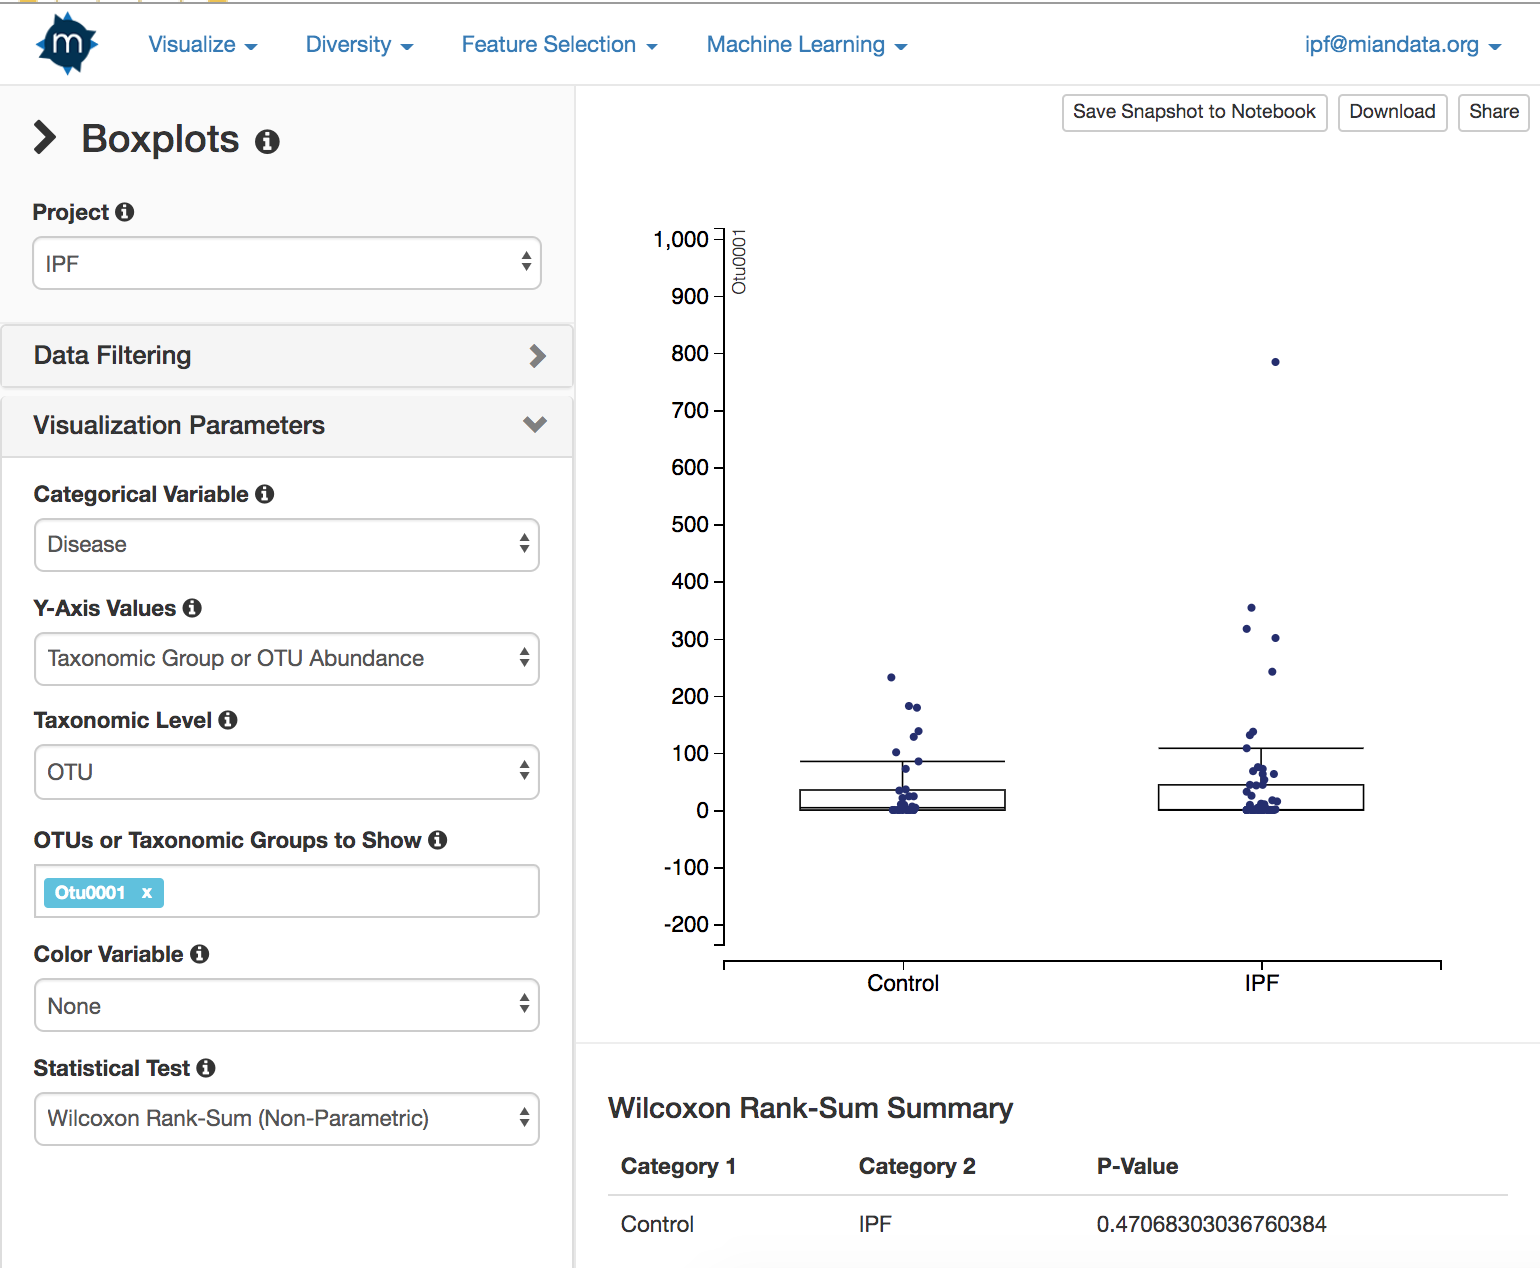 m
Visualize
Diversity
Feature Selection
Machine Learning
ipf@miandata.org
Boxplots
Save Snapshot to Notebook
Download
Share
Project
IPF
Data Filtering
Visualization Parameters
Categorical Variable
Disease
Y-Axis Values
Taxonomic Group or OTU Abundance
Taxonomic Level
OTU
OTUs or Taxonomic Groups to Show
Otu0001 x
Color Variable
None
Statistical Test
Wilcoxon Rank-Sum (Non-Parametric)
Otu0001
1,000
900
800
700
600
500
400
300
200
100
0
-100
-200
Control
IPF
Wilcoxon Rank-Sum Summary
Category 1 Category 2 P-Value
Control IPF 0.47068303036760384